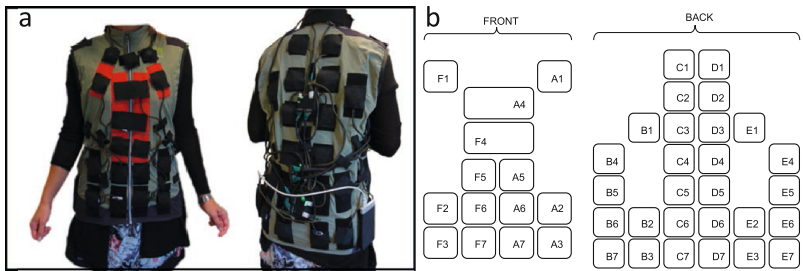 a
b
FRONT
F1 A1
A4
F4
F5 A5
F2 F6 A6 A2
F3 F7 A7 A3
BACK
C1 D1
C2 D2
B1 C3 D3 E1
B4 C4 D4 E4
B5 C5 D5 E5
B6 B2 C6 D6 E2 E6
B7 B3 C7 D7 E3 E7